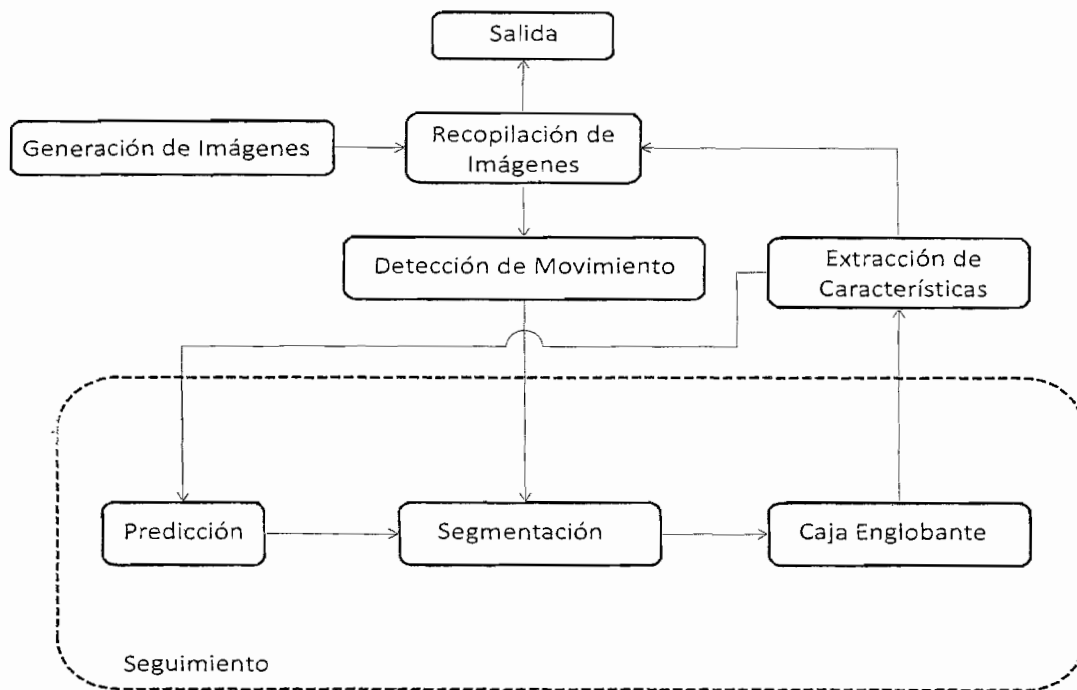 Salida
Generación de Imágenes
Recopilación de
Imágenes
Detección de Movimiento
Extracción de
Características
Predicción
Segmentación
Caja Englobante
Seguimiento